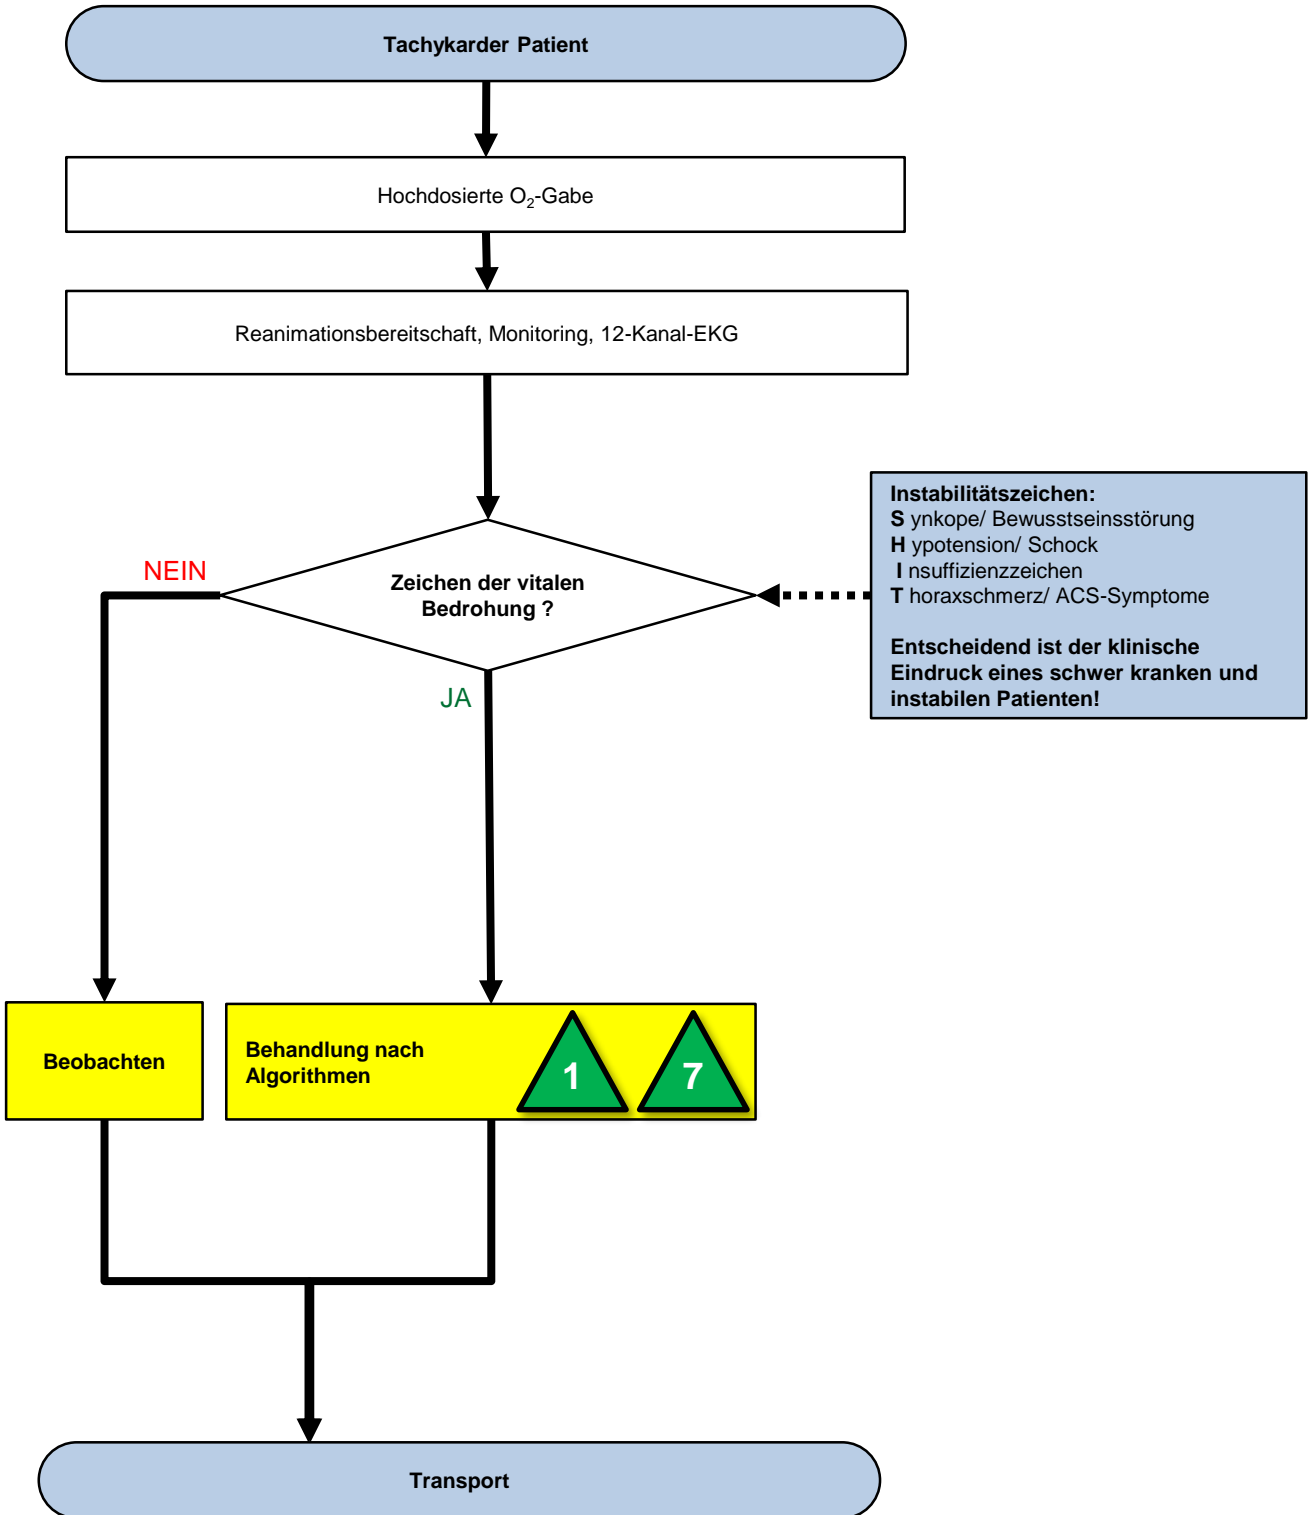 Tachykarder Patient
Hochdosierte O₂-Gabe
Reanimationsbereitschaft, Monitoring, 12-Kanal-EKG
Instabilitätszeichen:
S ynkope/ Bewusstseinsstörung
H ypotension/ Schock
I nsuffizienzzeichen
T horaxschmerz/ ACS-Symptome
Entscheidend ist der klinische
Eindruck eines schwer kranken und
instabilen Patienten!
NEIN
Zeichen der vitalen
Bedrohung ?
JA
Beobachten
Behandlung nach
Algorithmen
1
7
Transport